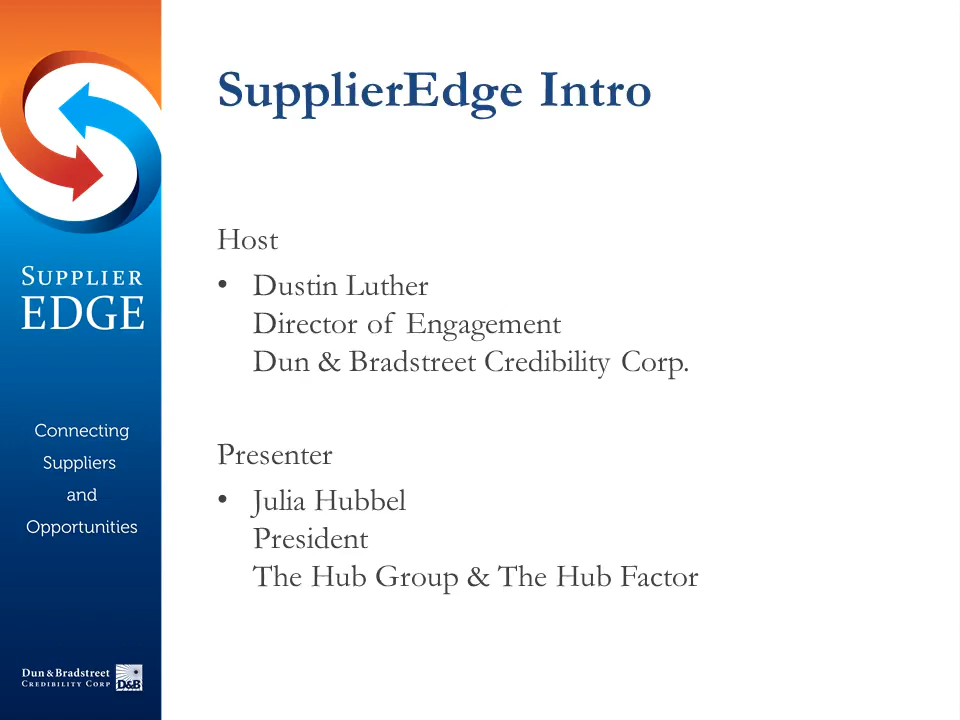 SupplierEdge Intro
Host
• Dustin Luther
Director of Engagement
Dun & Bradstreet Credibility Corp.
Presenter
• Julia Hubbel
President
The Hub Group & The Hub Factor
SUPPLIER
EDGE
Connecting
Suppliers
and
Opportunities
Dun & Bradstreet
CREDIBILITY CORP
D&B